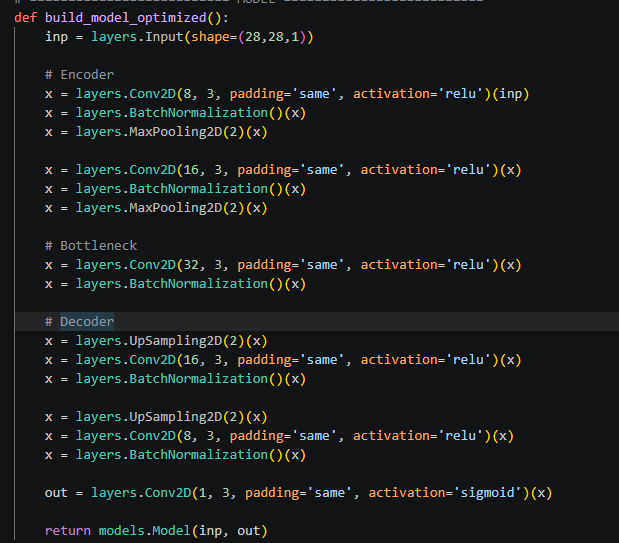 # ========================== MODEL ==========================
def build_model_optimized():
    inp = layers.Input(shape=(28,28,1))

    # Encoder
    x = layers.Conv2D(8, 3, padding='same', activation='relu')(inp)
    x = layers.BatchNormalization()(x)
    x = layers.MaxPooling2D(2)(x)

    x = layers.Conv2D(16, 3, padding='same', activation='relu')(x)
    x = layers.BatchNormalization()(x)
    x = layers.MaxPooling2D(2)(x)

    # Bottleneck
    x = layers.Conv2D(32, 3, padding='same', activation='relu')(x)
    x = layers.BatchNormalization()(x)

    # Decoder
    x = layers.UpSampling2D(2)(x)
    x = layers.Conv2D(16, 3, padding='same', activation='relu')(x)
    x = layers.BatchNormalization()(x)

    x = layers.UpSampling2D(2)(x)
    x = layers.Conv2D(8, 3, padding='same', activation='relu')(x)
    x = layers.BatchNormalization()(x)

    out = layers.Conv2D(1, 3, padding='same', activation='sigmoid')(x)

    return models.Model(inp, out)